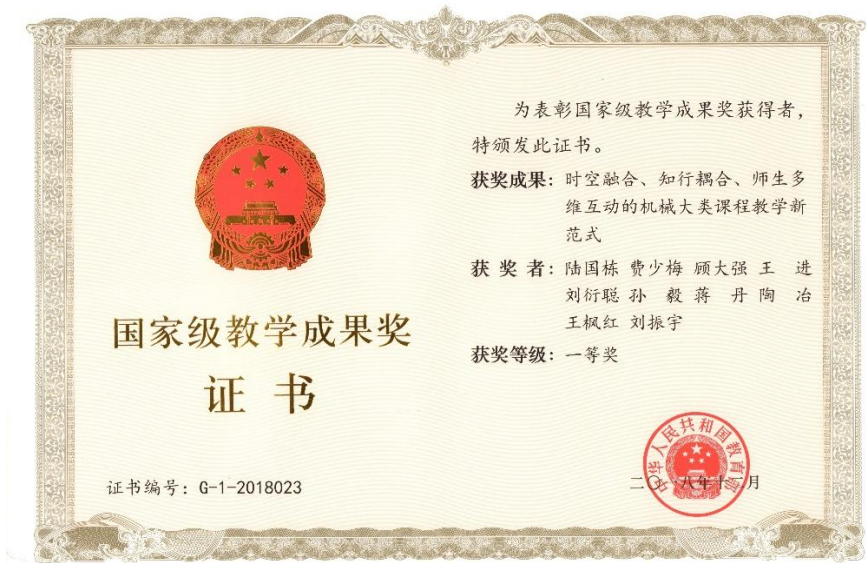 国家级教学成果奖
证书
证书编号：G-1-2018023
为表彰国家级教学成果奖获得者，
特颁发此证书。
获奖成果：时空融合、知行耦合、师生多
维互动的机械大类课程教学新
范式
获奖者：陆国栋 费少梅 顾大强 王进
刘衍聪 孙毅 蒋丹 陶冶
王枫红 刘振宇
获奖等级：一等奖
中华人民共和国教育部
二〇一八年十二月